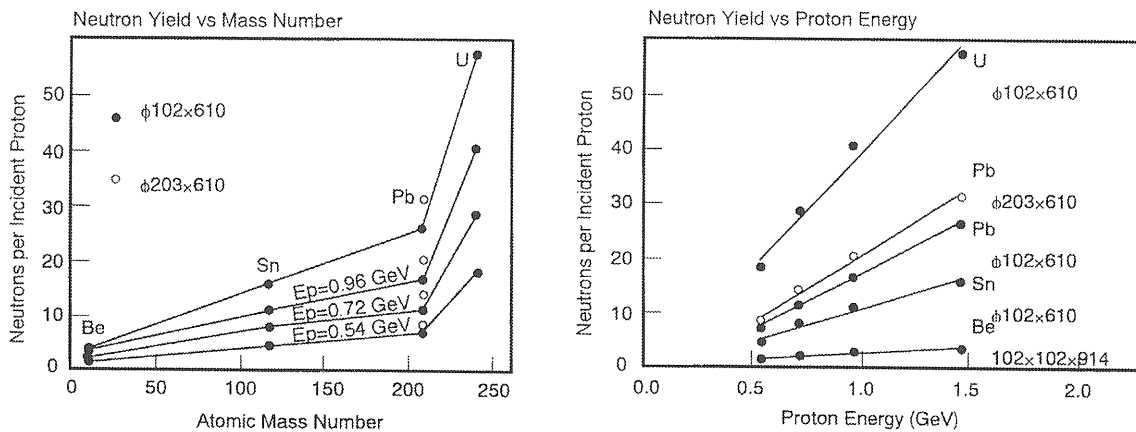 Neutron Yield vs Mass Number
Neutrons per Incident Proton
50
40
30
20
10
0
ϕ102×610
ϕ203×610
U
Pb
Sn
Be
Ep=0.96 GeV
Ep=0.72 GeV
Ep=0.54 GeV
0 50 100 150 200 250
Atomic Mass Number
Neutron Yield vs Proton Energy
Neutrons per Incident Proton
50
40
30
20
10
0
U
ϕ102×610
Pb
ϕ203×610
Pb
ϕ102×610
Sn
ϕ102×610
Be
102×102×914
0.0 0.5 1.0 1.5 2.0
Proton Energy (GeV)